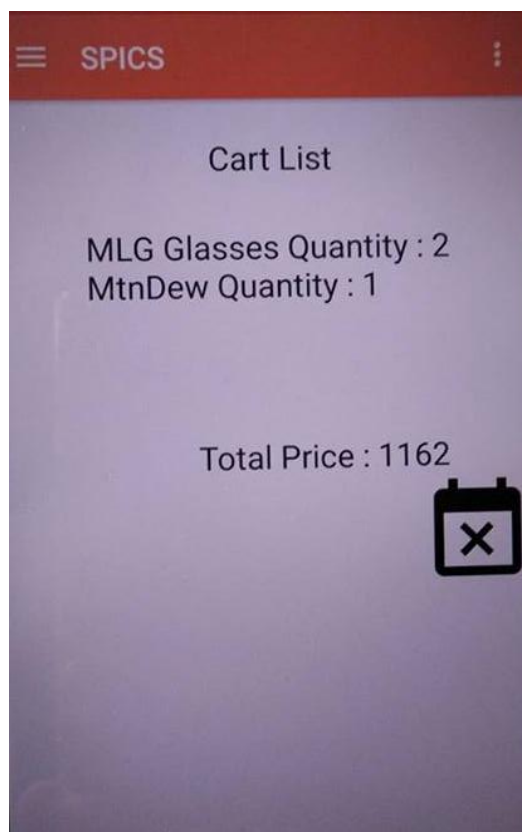 SPICS
Cart List
MLG Glasses Quantity : 2
MtnDew Quantity : 1
Total Price : 1162